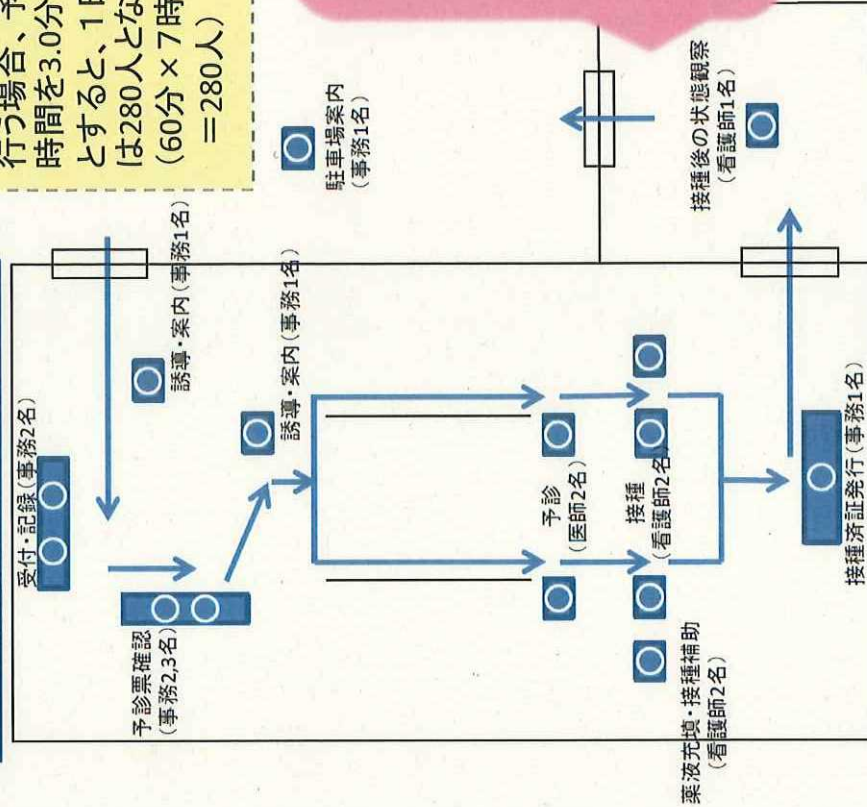 行う場合、予
時間を3.0分
とすると、1日
は280人とな
(60分×7時
=280人)
受付・記録(事務2名)
誘導・案内(事務1名)
駐車場案内
(事務1名)
予診票確認
(事務2,3名)
誘導・案内(事務1名)
予診
(医師2名)
接種
(看護師2名)
薬液充填・接種補助
(看護師2名)
接種後の状態観察
(看護師1名)
接種済証発行(事務1名)